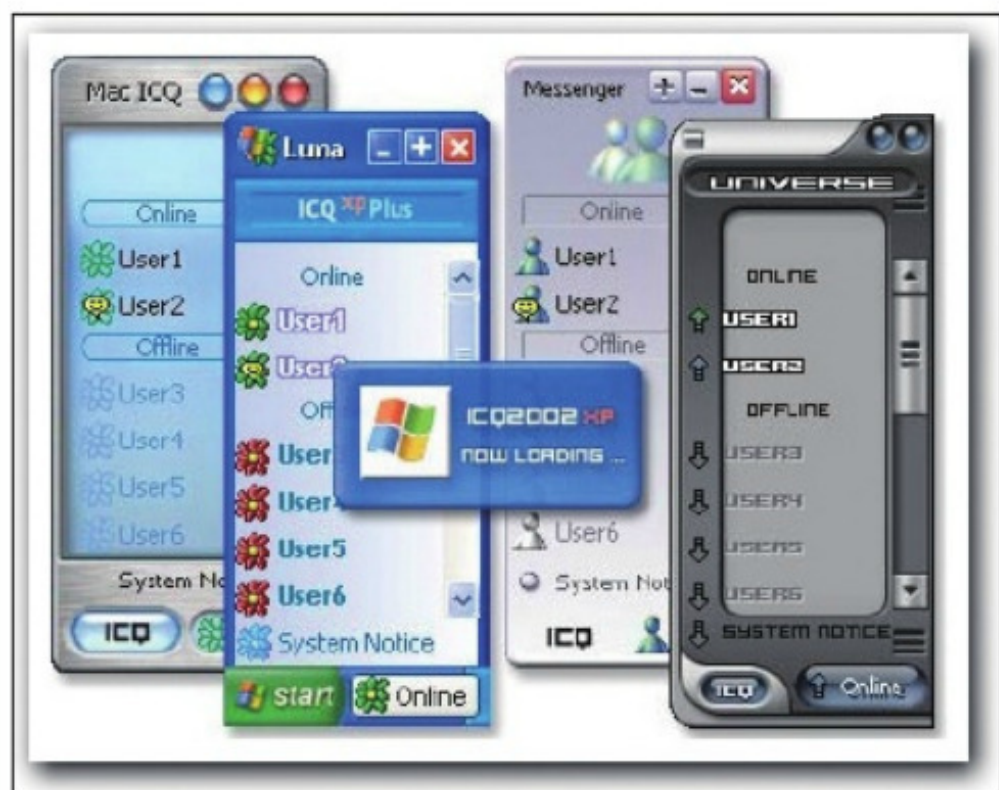 Mac ICQ
Online
User1
User2
Offline
User3
User4
User5
User6
System No
ICQ
Luna
ICQ xp Plus
Online
User1
Off
User
User5
User6
System Notice
start
Online
ICQ2002 XP
NOW LOADING ...
Messenger
Online
User1
User2
Offline
User6
System Not
ICQ
UNIVERSE
ONLINE
USER1
USER2
OFFLINE
USER3
USER4
USER5
USER6
SYSTEM NOTICE
ICQ
Online